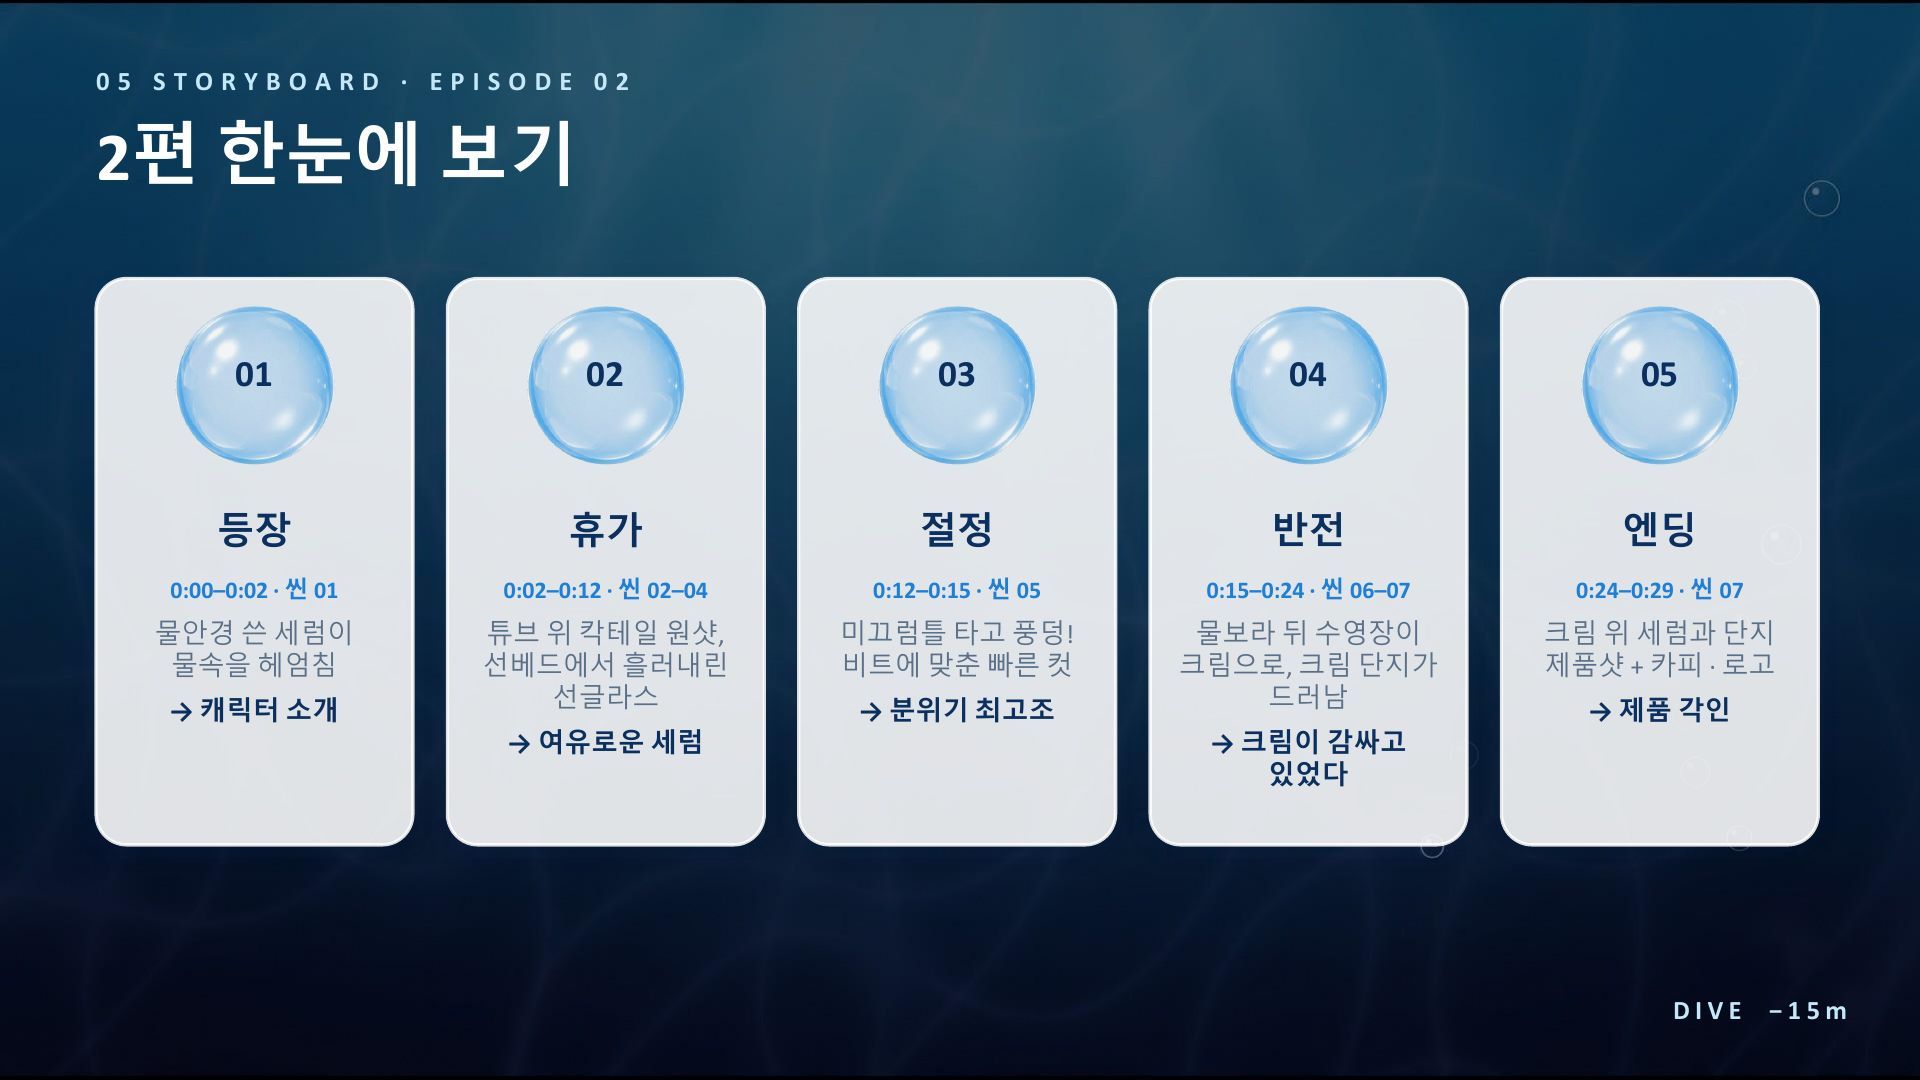 05 STORYBOARD · EPISODE 02
2편 한눈에 보기
01
등장
0:00–0:02 · 씬 01
물안경 쓴 세럼이
물속을 헤엄침
→ 캐릭터 소개
02
휴가
0:02–0:12 · 씬 02–04
튜브 위 칵테일 원샷,
선베드에서 흘러내린
선글라스
→ 여유로운 세럼
03
절정
0:12–0:15 · 씬 05
미끄럼틀 타고 풍덩!
비트에 맞춘 빠른 컷
→ 분위기 최고조
04
반전
0:15–0:24 · 씬 06–07
물보라 뒤 수영장이
크림으로, 크림 단지가
드러남
→ 크림이 감싸고
있었다
05
엔딩
0:24–0:29 · 씬 07
크림 위 세럼과 단지
제품샷 + 카피 · 로고
→ 제품 각인
DIVE –15m